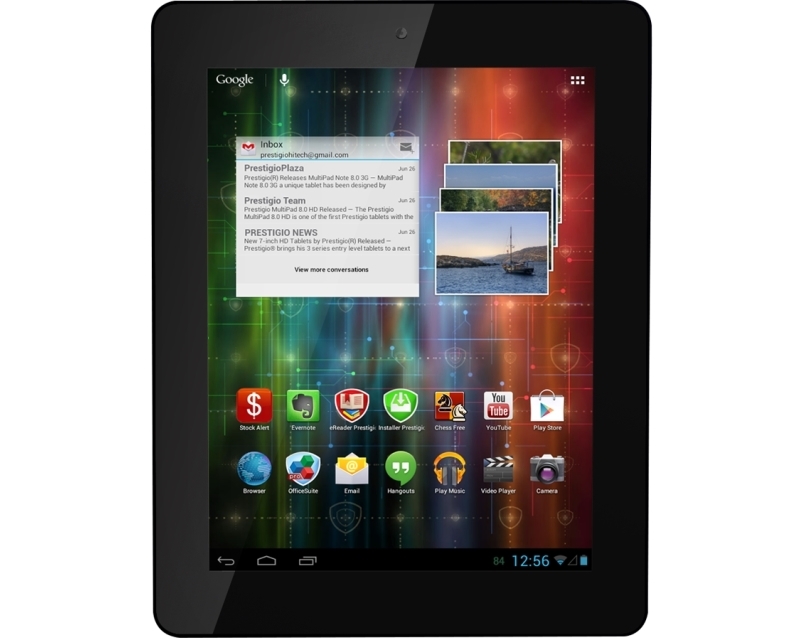 Google
Inbox
prestigiohitech@gmail.com
PrestigioPlaza Jun 26
Prestigio(R) Releases MultiPad Note 8.0 3G — MultiPad
Note 8.0 3G a unique tablet has been designed by
Prestigio Team Jun 26
Prestigio MultiPad 8.0 HD Released — The Prestigio
MultiPad 8.0 HD is one of the first Prestigio tablets with the
PRESTIGIO NEWS Jun 26
New 7-inch HD Tablets by Prestigio(R) Released —
Prestigio® brings his 3 series entry level tablets to a next
View more conversations
$
You
Tube
Stock Alert Evernote eReader Prestigi Installer Prestigi Chess Free YouTube Play Store
PRO @
Browser OfficeSuite Email Hangouts Play Music Video Player Camera
84 12:56